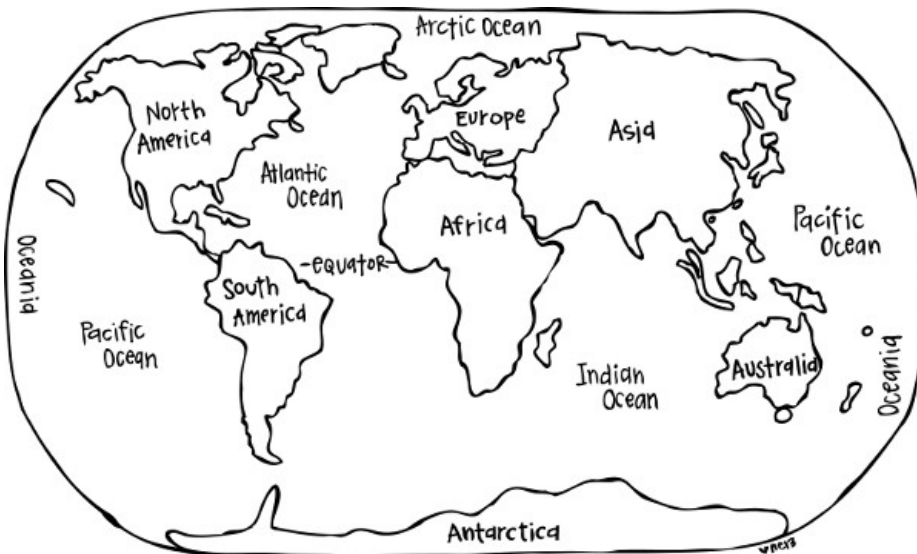 Arctic Ocean
North
America
Europe
Asia
Atlantic
Ocean
Africa
Pacific
Ocean
Oceania
-equator-
South
America
Pacific
Ocean
Indian
Ocean
Australia
Oceania
Antarctica